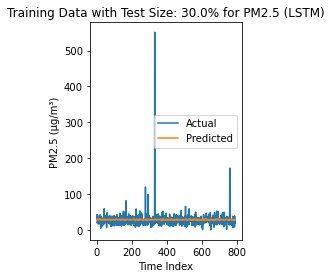 Training Data with Test Size: 30.0% for PM2.5 (LSTM)
500
400
300
200
100
0
PM2.5 (μg/m³)
Actual
Predicted
0
200
400
600
800
Time Index